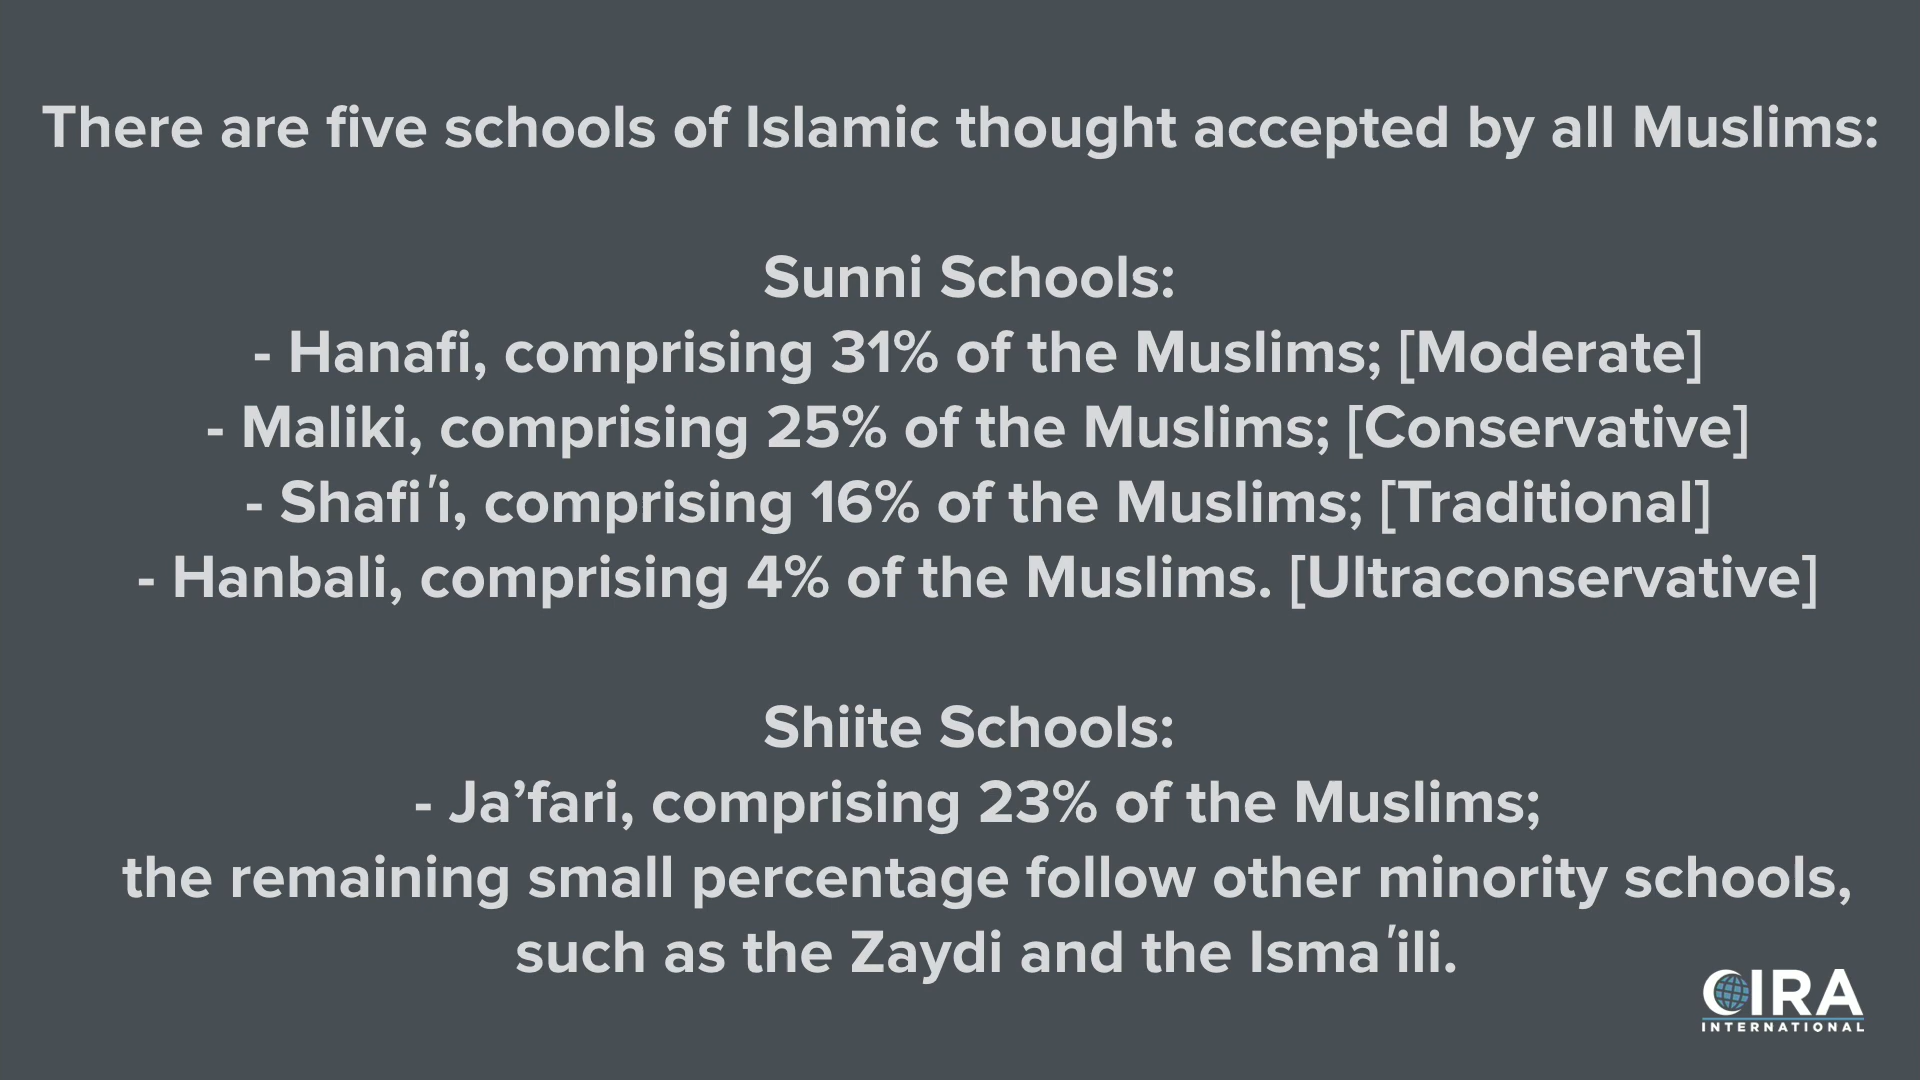 There are five schools of Islamic thought accepted by all Muslims:
Sunni Schools:
- Hanafi, comprising 31% of the Muslims; [Moderate]
- Maliki, comprising 25% of the Muslims; [Conservative]
- Shafiʹi, comprising 16% of the Muslims; [Traditional]
- Hanbali, comprising 4% of the Muslims. [Ultraconservative]
Shiite Schools:
- Ja’fari, comprising 23% of the Muslims;
the remaining small percentage follow other minority schools,
such as the Zaydi and the Ismaʹili.
CIRA
INTERNATIONAL